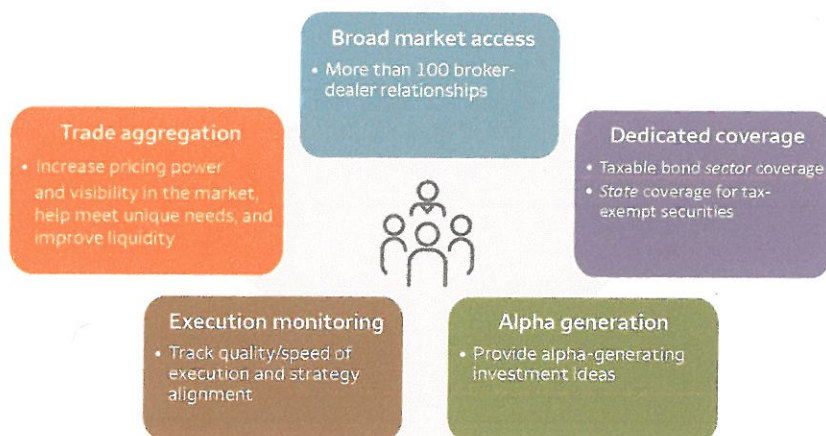 Broad market access
• More than 100 broker-
dealer relationships
Trade aggregation
• Increase pricing power
and visibility in the market,
help meet unique needs, and
improve liquidity
Dedicated coverage
• Taxable bond sector coverage
• State coverage for tax-
exempt securities
Execution monitoring
• Track quality/speed of
execution and strategy
alignment
Alpha generation
• Provide alpha-generating
investment ideas